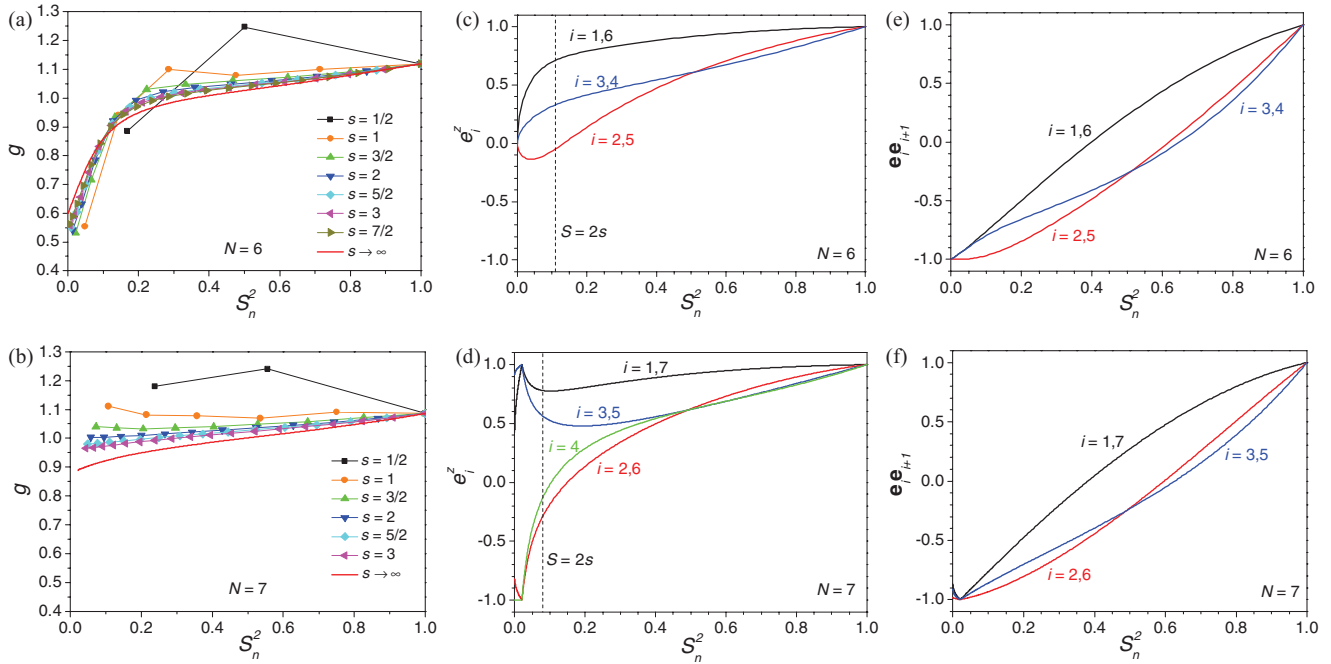 (a)
1.3
1.2
1.1
1.0
0.9
0.8
0.7
0.6
0.5
0.4
g
s = 1/2
s = 1
s = 3/2
s = 2
s = 5/2
s = 3
s = 7/2
s → ∞
N = 6
0.0 0.2 0.4 0.6 0.8 1.0
S_n^2
(c)
1.0
0.5
0.0
-0.5
-1.0
e_i^z
i = 1,6
i = 3,4
i = 2,5
S = 2s
N = 6
0.0 0.2 0.4 0.6 0.8 1.0
S_n^2
(e)
1.0
0.5
0.0
-0.5
-1.0
e_i e_{i+1}
i = 1,6
i = 3,4
i = 2,5
N = 6
0.0 0.2 0.4 0.6 0.8 1.0
S_n^2
(b)
1.3
1.2
1.1
1.0
0.9
0.8
0.7
0.6
0.5
0.4
g
s = 1/2
s = 1
s = 3/2
s = 2
s = 5/2
s = 3
s → ∞
N = 7
0.0 0.2 0.4 0.6 0.8 1.0
S_n^2
(d)
1.0
0.5
0.0
-0.5
-1.0
e_i^z
i = 1,7
i = 3,5
i = 4
i = 2,6
S = 2s
N = 7
0.0 0.2 0.4 0.6 0.8 1.0
S_n^2
(f)
1.0
0.5
0.0
-0.5
-1.0
e_i e_{i+1}
i = 1,7
i = 3,5
i = 2,6
N = 7
0.0 0.2 0.4 0.6 0.8 1.0
S_n^2